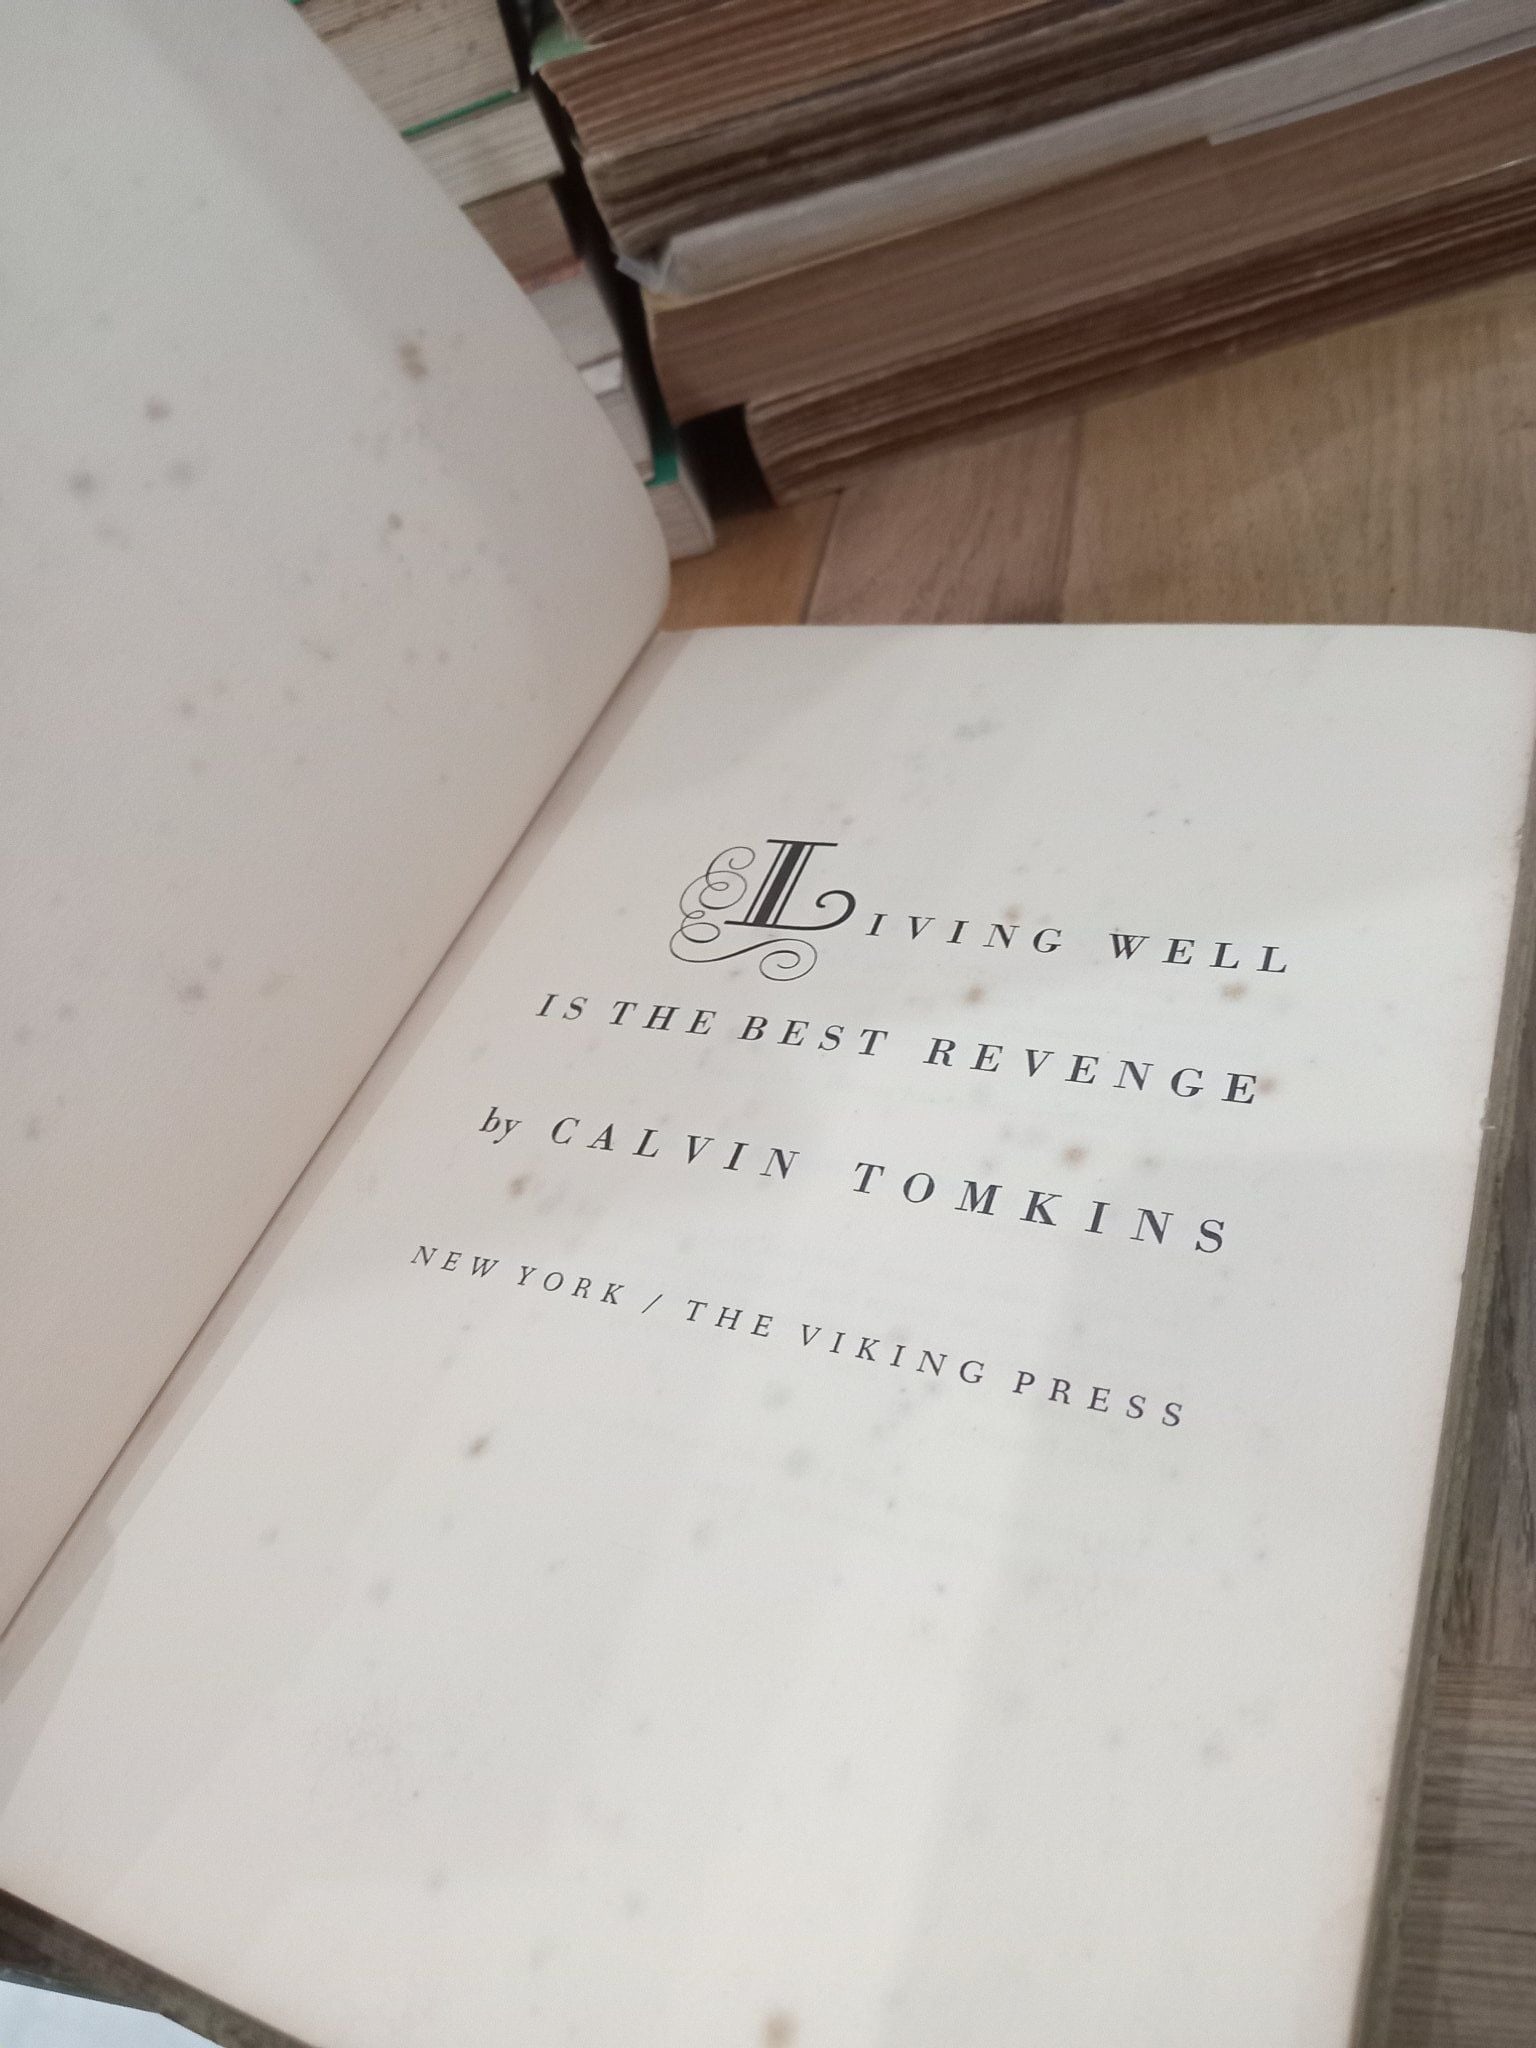 LIVING WELL
IS THE BEST REVENGE
by CALVIN TOMKINS
NEW YORK / THE VIKING PRESS